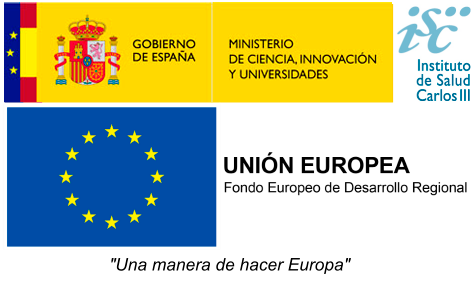 GOBIERNO
DE ESPAÑA
MINISTERIO
DE CIENCIA, INNOVACIÓN
Y UNIVERSIDADES
isc
Instituto
de Salud
Carlos III
UNIÓN EUROPEA
Fondo Europeo de Desarrollo Regional
"Una manera de hacer Europa"